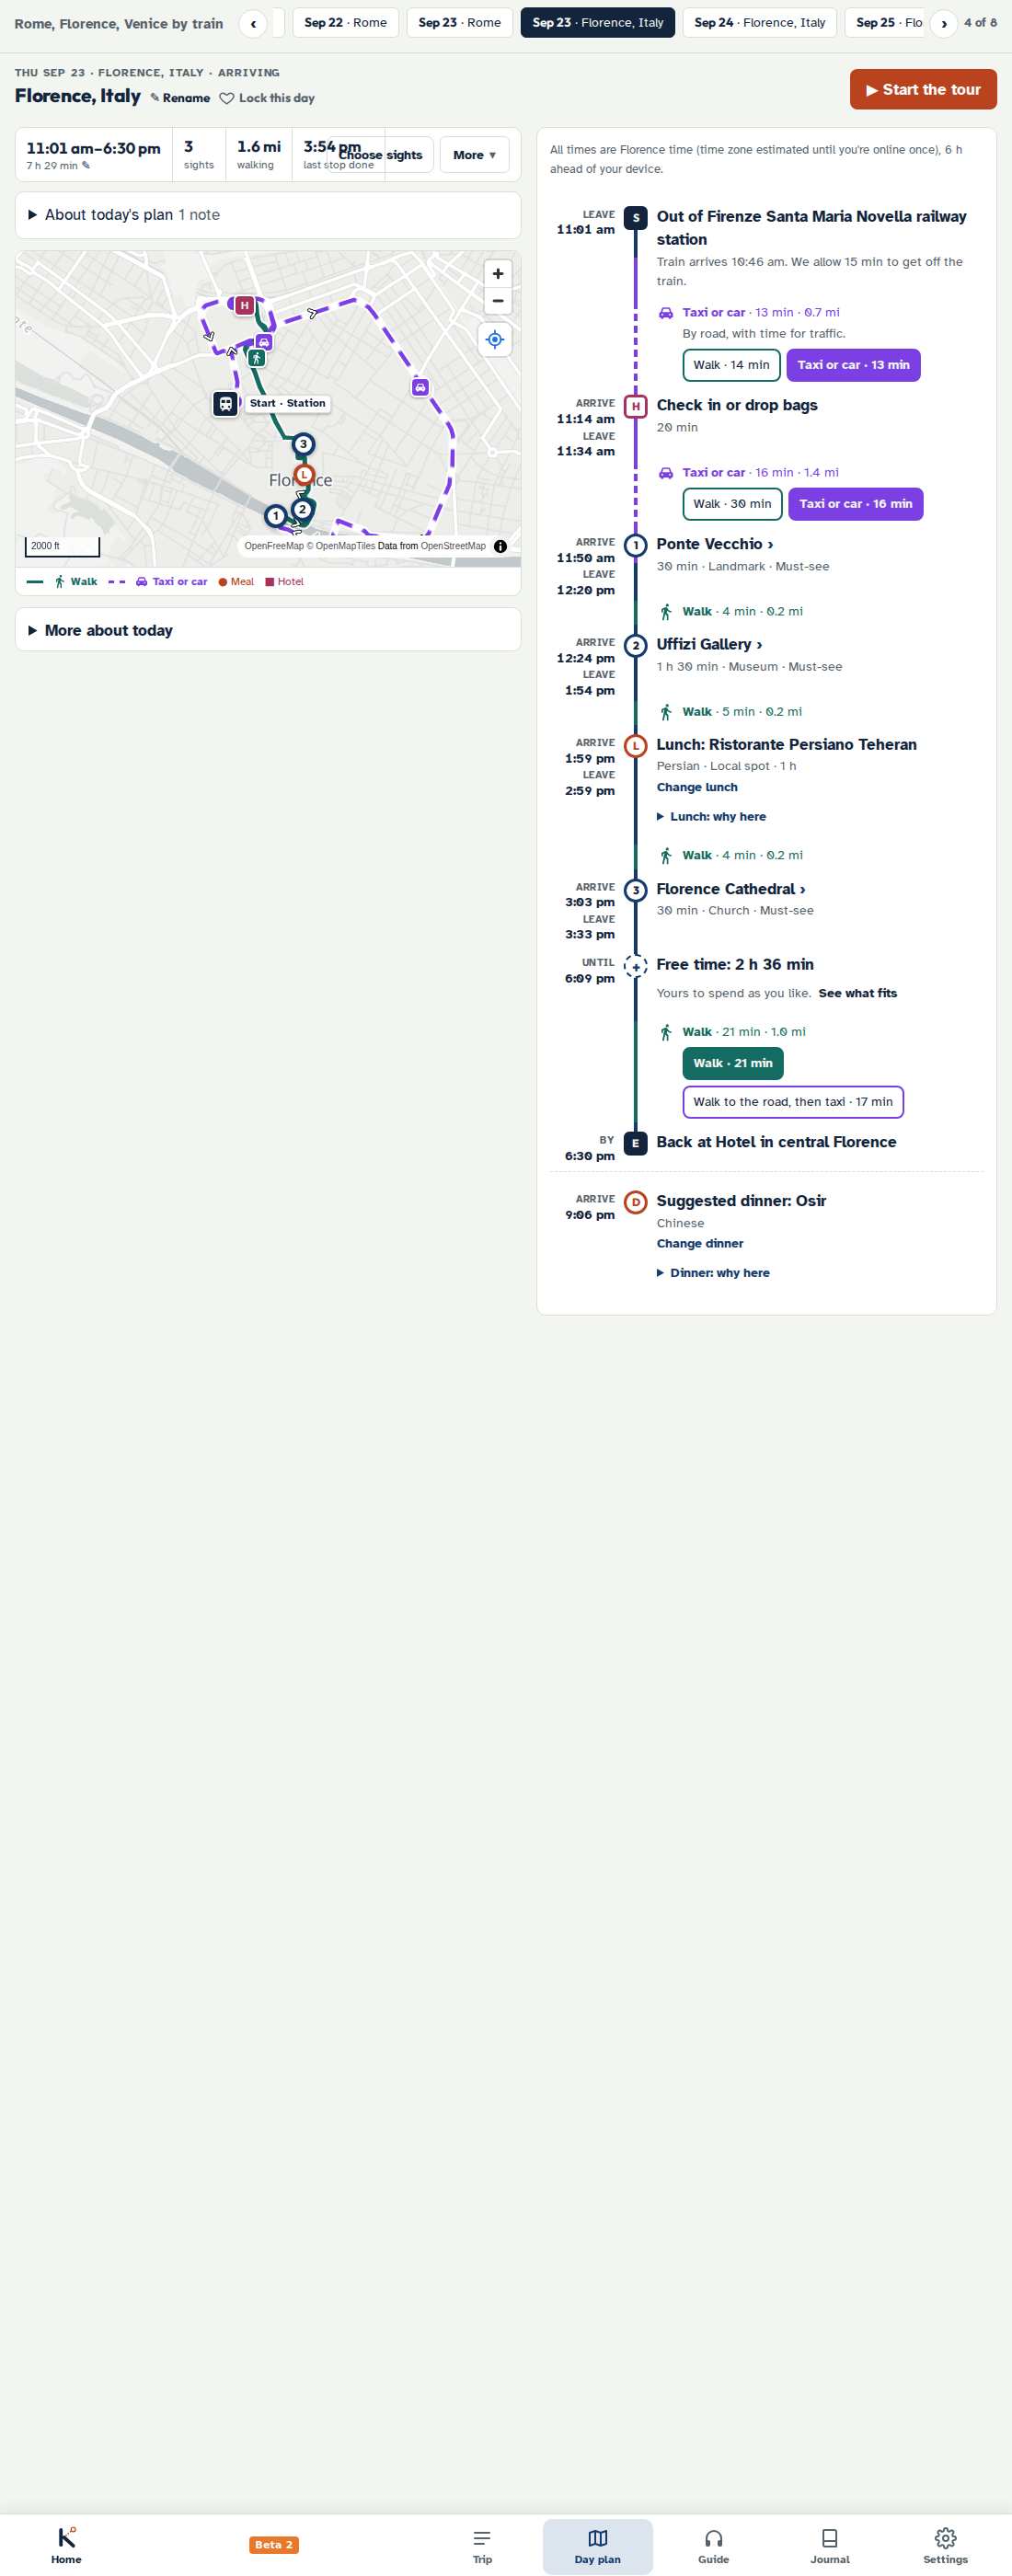 Rome, Florence, Venice by train
‹
Sep 22 · Rome
Sep 23 · Rome
Sep 23 · Florence, Italy
Sep 24 · Florence, Italy
Sep 25 · Flo
›
4 of 8
THU SEP 23 · FLORENCE, ITALY · ARRIVING
Florence, Italy ✎ Rename Lock this day
▶ Start the tour
11:01 am–6:30 pm
7 h 29 min ✎
3
sights
1.6 mi
walking
3:54 pm
last stop done
Choose sights
More ▼
▶ About today's plan 1 note
+
−
H
Start · Station
3
L
Florence
1
2
2000 ft
OpenFreeMap © OpenMapTiles Data from OpenStreetMap
Walk Taxi or car Meal Hotel
▶ More about today
All times are Florence time (time zone estimated until you're online once), 6 h
ahead of your device.
LEAVE
11:01 am
S
Out of Firenze Santa Maria Novella railway
station
Train arrives 10:46 am. We allow 15 min to get off the
train.
Taxi or car · 13 min · 0.7 mi
By road, with time for traffic.
Walk · 14 min
Taxi or car · 13 min
ARRIVE
11:14 am
LEAVE
11:34 am
H
Check in or drop bags
20 min
Taxi or car · 16 min · 1.4 mi
Walk · 30 min
Taxi or car · 16 min
ARRIVE
11:50 am
LEAVE
12:20 pm
1
Ponte Vecchio ›
30 min · Landmark · Must-see
Walk · 4 min · 0.2 mi
ARRIVE
12:24 pm
LEAVE
1:54 pm
2
Uffizi Gallery ›
1 h 30 min · Museum · Must-see
Walk · 5 min · 0.2 mi
ARRIVE
1:59 pm
LEAVE
2:59 pm
L
Lunch: Ristorante Persiano Teheran
Persian · Local spot · 1 h
Change lunch
▶ Lunch: why here
Walk · 4 min · 0.2 mi
ARRIVE
3:03 pm
LEAVE
3:33 pm
3
Florence Cathedral ›
30 min · Church · Must-see
UNTIL
6:09 pm
+
Free time: 2 h 36 min
Yours to spend as you like. See what fits
Walk · 21 min · 1.0 mi
Walk · 21 min
Walk to the road, then taxi · 17 min
BY
6:30 pm
E
Back at Hotel in central Florence
ARRIVE
9:06 pm
D
Suggested dinner: Osir
Chinese
Change dinner
▶ Dinner: why here
Home
Beta 2
Trip
Day plan
Guide
Journal
Settings